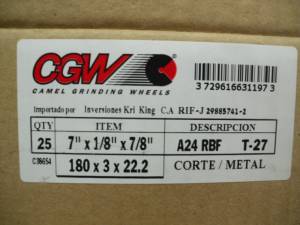 CGW
CAMEL GRINDING WHEELS
3 729616 631197 3
Importado por Inversiones Kri King C.A RIF-J 29885741-2
QTY ITEM DESCRIPCION
25 7" x 1/8" x 7/8" A24 RBF T-27
C36654 180 x 3 x 22.2 CORTE / METAL